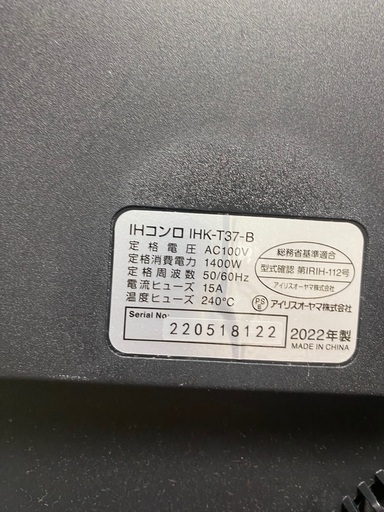 IHコンロ IHK-T37-B
定格電圧 AC100V
定格消費電力 1400W
定格周波数 50/60Hz
電流ヒューズ 15A
温度ヒューズ 240℃
総務省基準適合
型式確認 第IRIH-112号
アイリスオーヤマ株式会社
PSE アイリスオーヤマ株式会社
Serial No.
220518122
2022年製
MADE IN CHINA